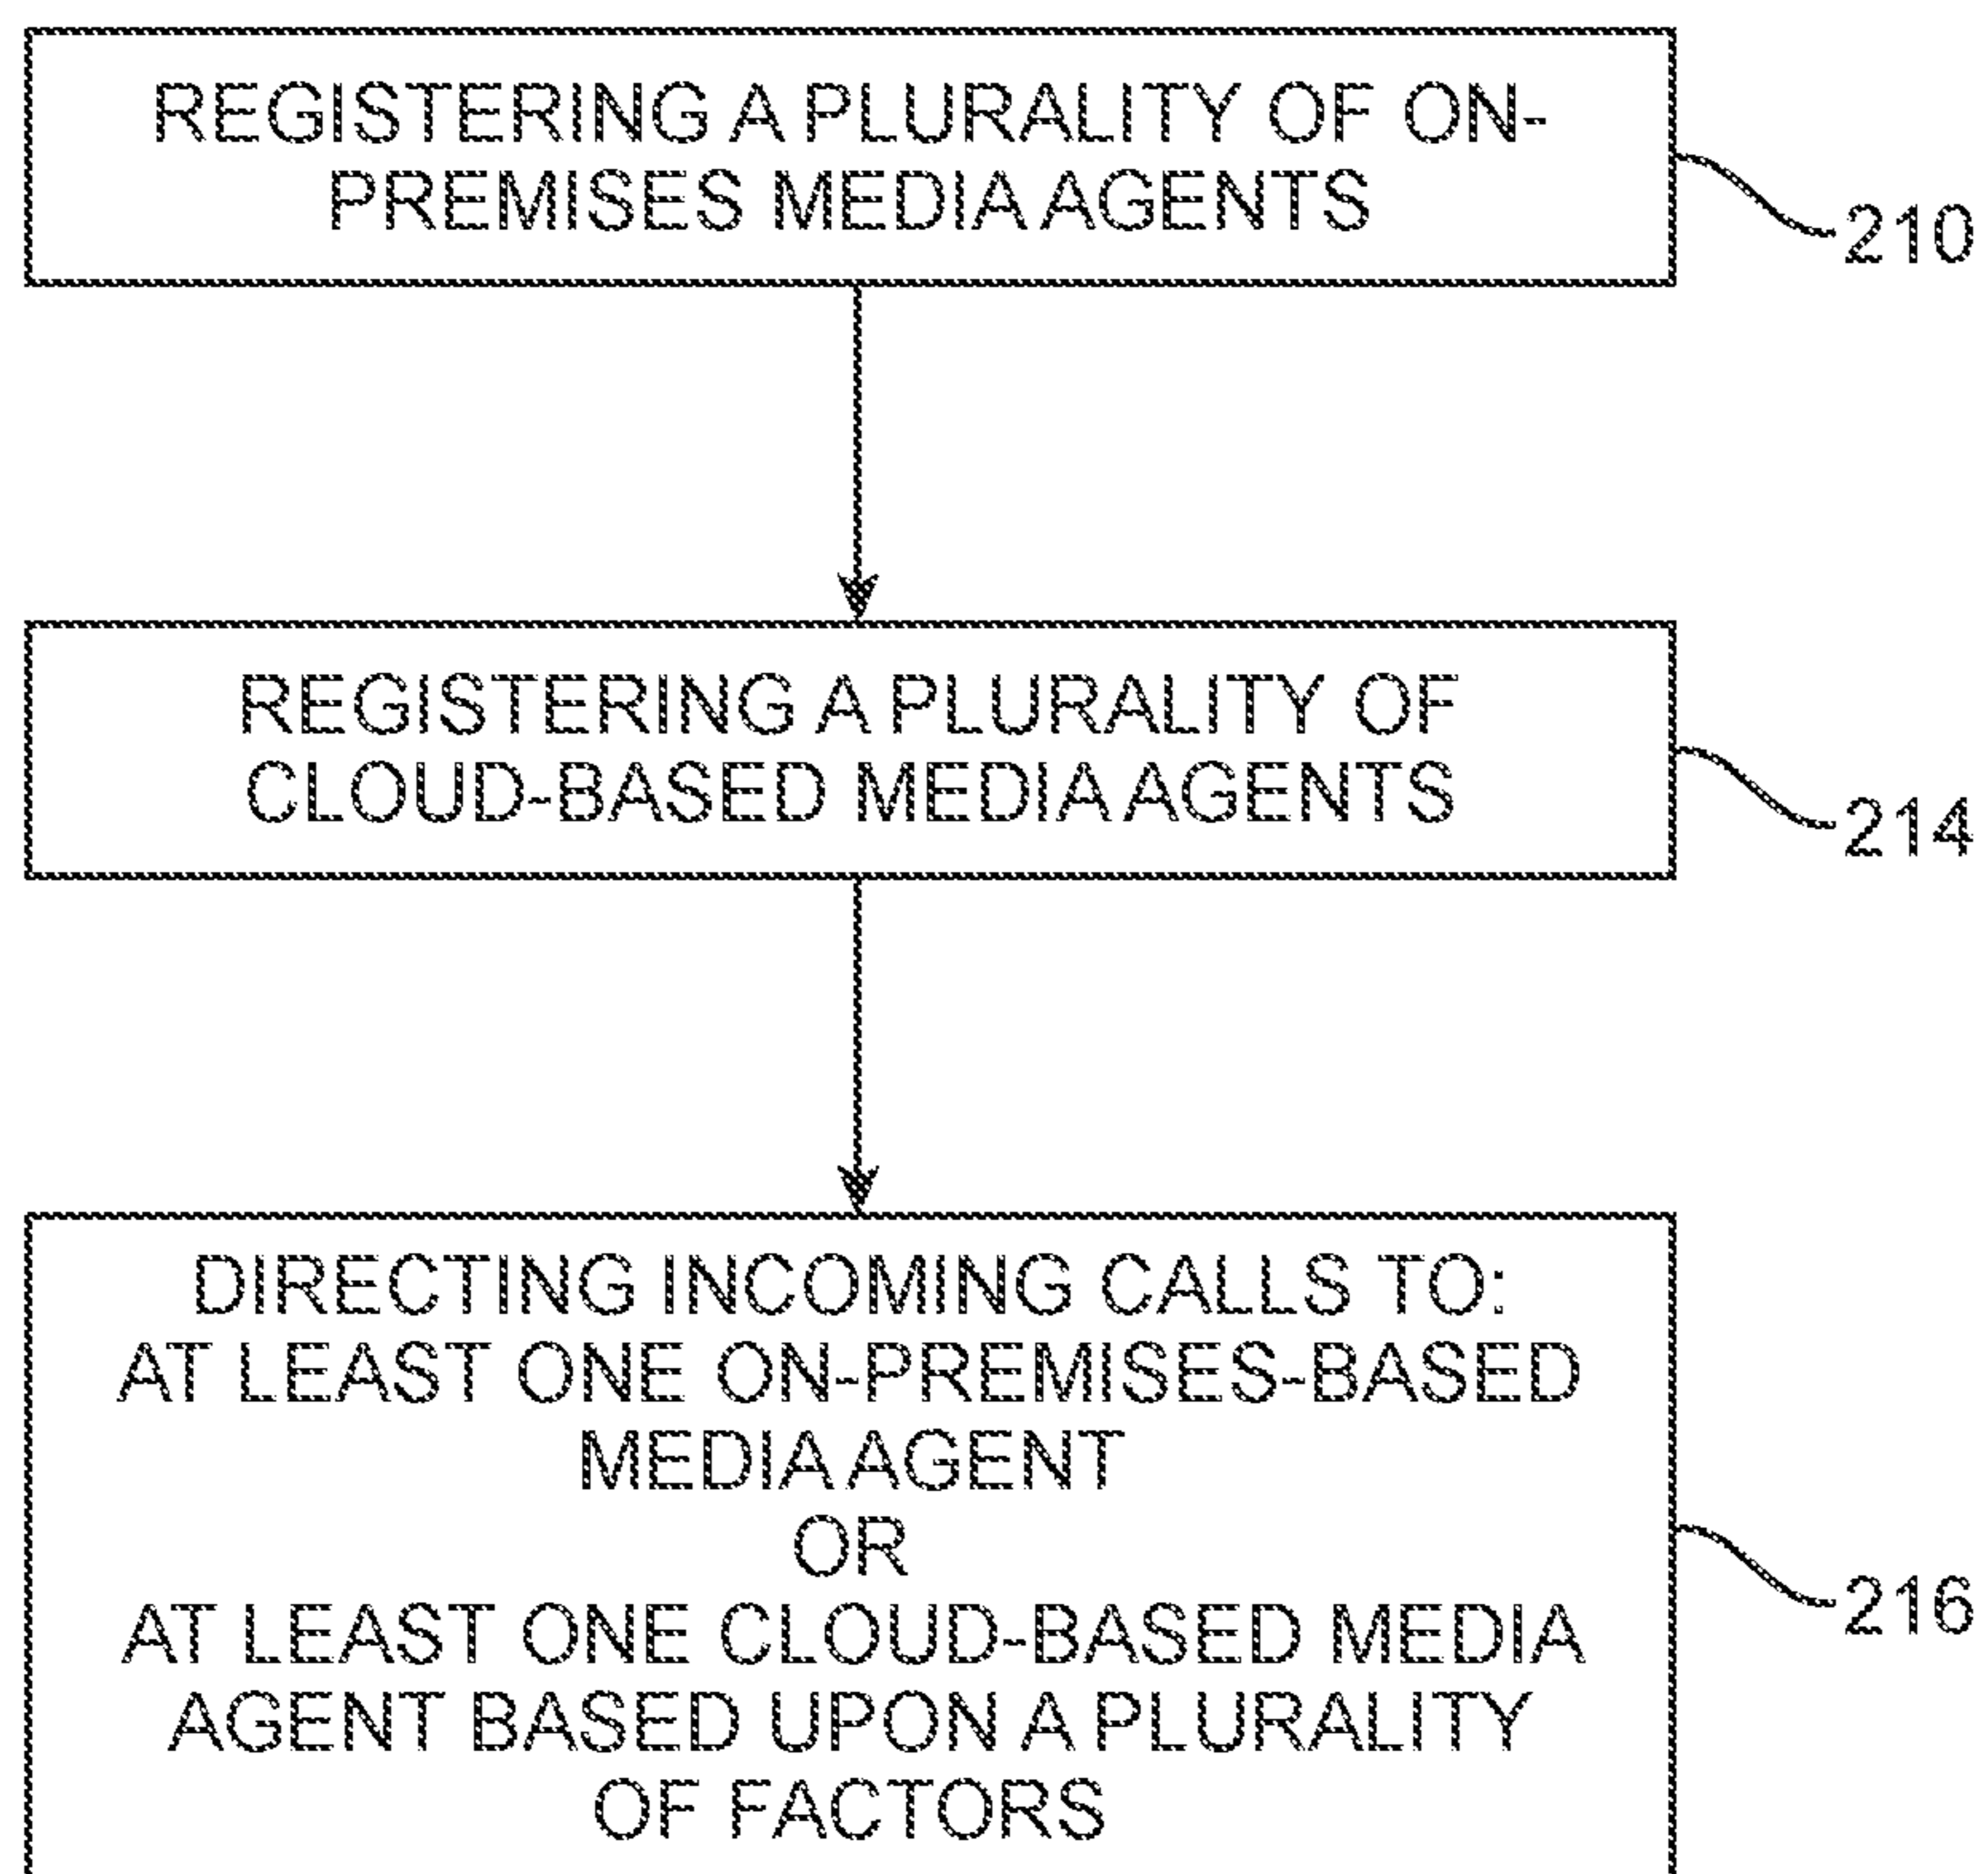 REGISTERING A PLURALITY OF ON-
PREMISES MEDIA AGENTS
210
REGISTERING A PLURALITY OF
CLOUD-BASED MEDIA AGENTS
214
DIRECTING INCOMING CALLS TO:
AT LEAST ONE ON-PREMISES-BASED
MEDIA AGENT
OR
AT LEAST ONE CLOUD-BASED MEDIA
AGENT BASED UPON A PLURALITY
OF FACTORS
216